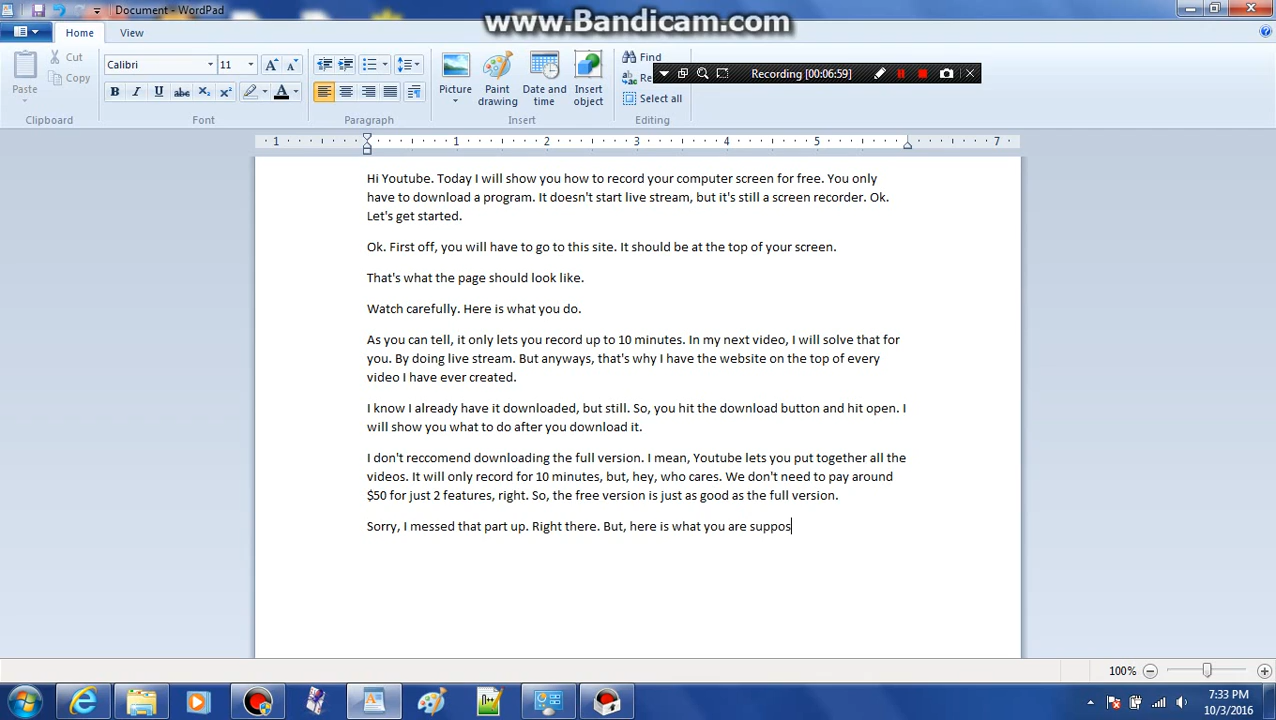 Document - WordPad
www.Bandicam.com
Home
View
Cut
Copy
Paste
Calibri
11
B I U abc X₂ X²
A
Picture
Paint drawing
Date and time
Insert object
Find
Re
Select all
Recording [00:06:59]
Clipboard
Font
Paragraph
Insert
Editing
1 1 2 3 4 5 7
Hi Youtube. Today I will show you how to record your computer screen for free. You only
have to download a program. It doesn't start live stream, but it's still a screen recorder. Ok.
Let's get started.
Ok. First off, you will have to go to this site. It should be at the top of your screen.
That's what the page should look like.
Watch carefully. Here is what you do.
As you can tell, it only lets you record up to 10 minutes. In my next video, I will solve that for
you. By doing live stream. But anyways, that's why I have the website on the top of every
video I have ever created.
I know I already have it downloaded, but still. So, you hit the download button and hit open. I
will show you what to do after you download it.
I don't reccomend downloading the full version. I mean, Youtube lets you put together all the
videos. It will only record for 10 minutes, but, hey, who cares. We don't need to pay around
$50 for just 2 features, right. So, the free version is just as good as the full version.
Sorry, I messed that part up. Right there. But, here is what you are suppos
100%
7:33 PM
10/3/2016